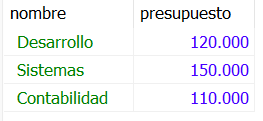 nombre presupuesto
Desarrollo 120.000
Sistemas 150.000
Contabilidad 110.000